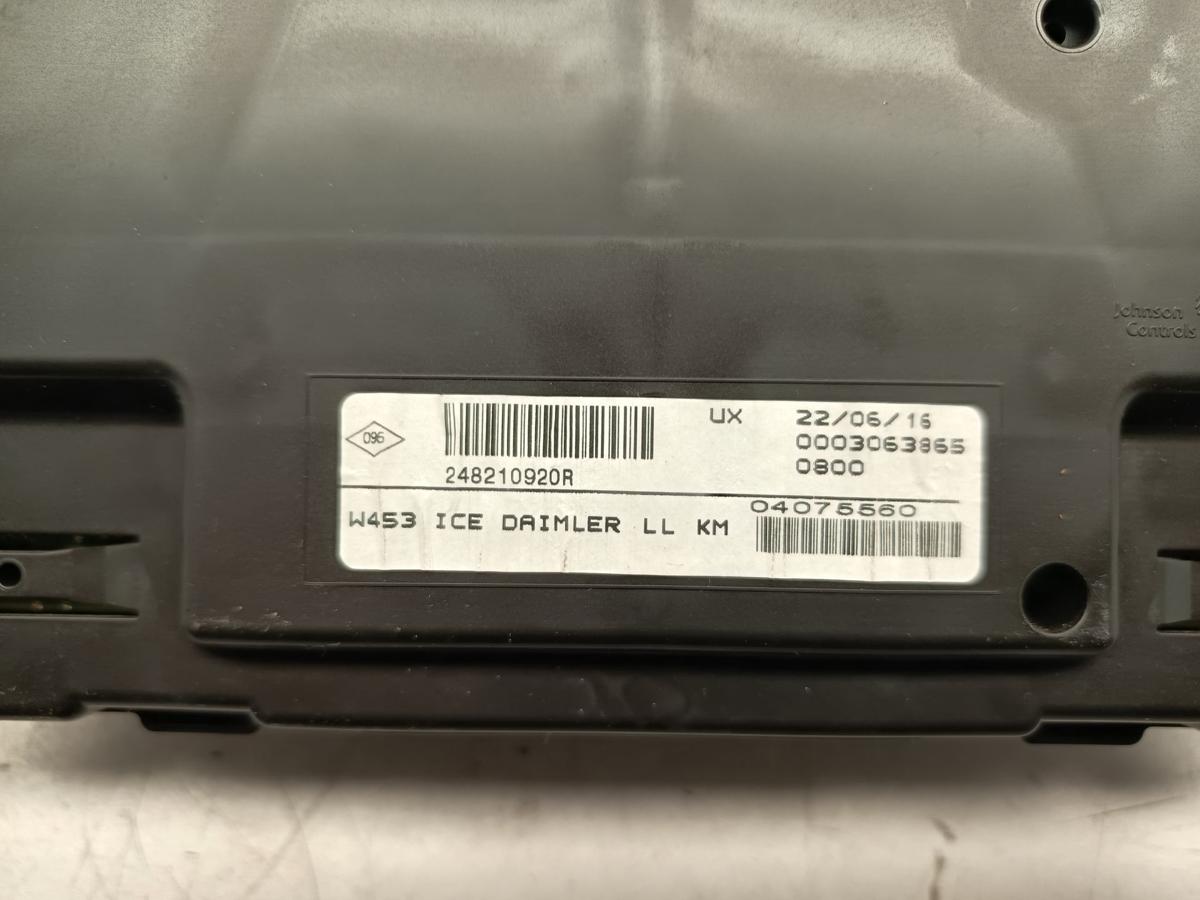 Johnson
Controls
096
UX 22/06/16
0003063865
248210920R
0800
W453 ICE DAIMLER LL KM
04075560